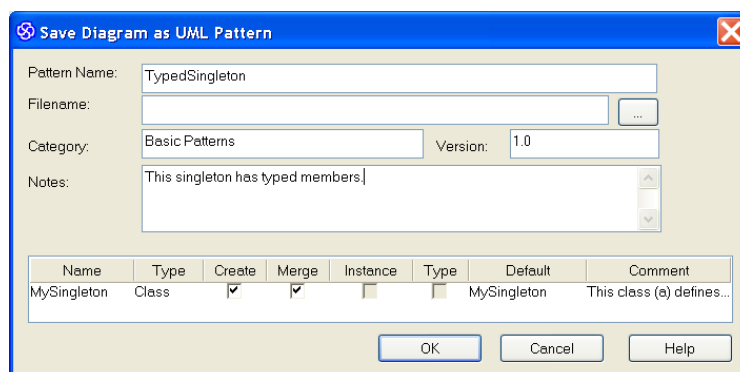 Save Diagram as UML Pattern
Pattern Name: TypedSingleton
Filename: ...
Category: Basic Patterns Version: 1.0
Notes: This singleton has typed members.
Name Type Create Merge Instance Type Default Comment
MySingleton Class MySingleton This class (a) defines...
OK Cancel Help